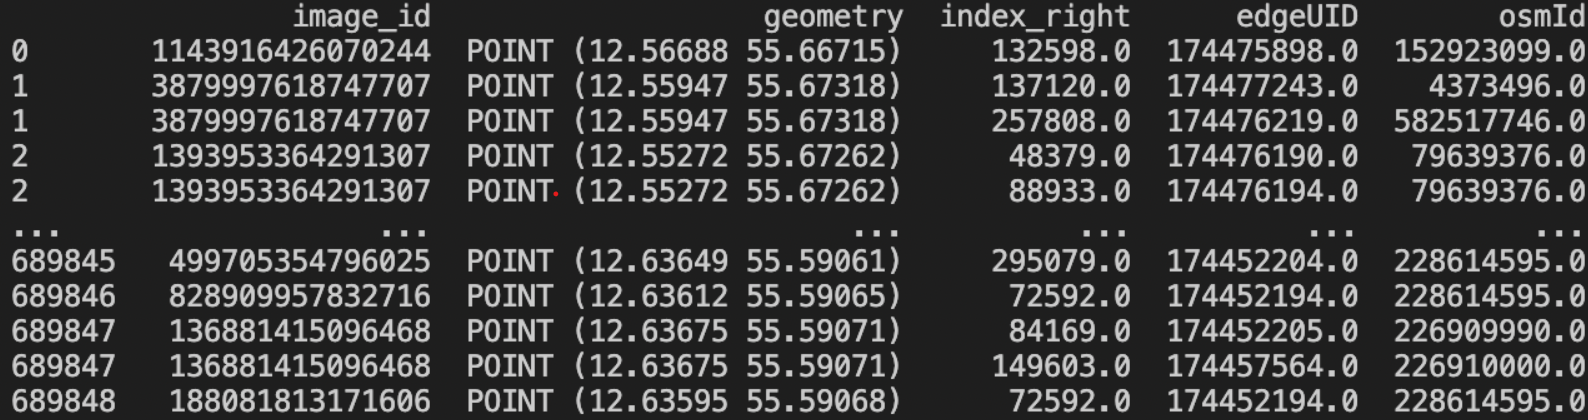 image_id geometry index_right edgeUID osmId
0 1143916426070244 POINT (12.56688 55.66715) 132598.0 174475898.0 152923099.0
1 3879997618747707 POINT (12.55947 55.67318) 137120.0 174477243.0 4373496.0
1 3879997618747707 POINT (12.55947 55.67318) 257808.0 174476219.0 582517746.0
2 1393953364291307 POINT (12.55272 55.67262) 48379.0 174476190.0 79639376.0
2 1393953364291307 POINT (12.55272 55.67262) 88933.0 174476194.0 79639376.0
... ... ... ... ... ...
689845 499705354796025 POINT (12.63649 55.59061) 295079.0 174452204.0 228614595.0
689846 828909957832716 POINT (12.63612 55.59065) 72592.0 174452194.0 228614595.0
689847 136881415096468 POINT (12.63675 55.59071) 84169.0 174452205.0 226909990.0
689847 136881415096468 POINT (12.63675 55.59071) 149603.0 174457564.0 226910000.0
689848 188081813171606 POINT (12.63595 55.59068) 72592.0 174452194.0 228614595.0